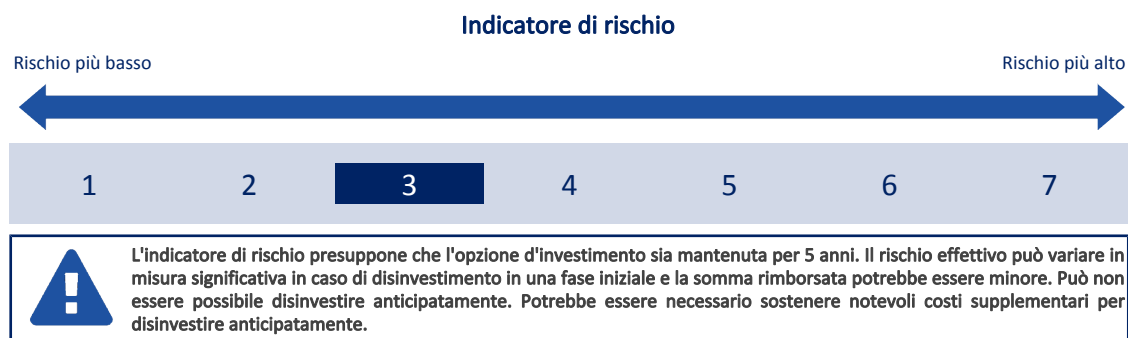 Indicatore di rischio
Rischio più basso
Rischio più alto
1 2 3 4 5 6 7
L'indicatore di rischio presuppone che l'opzione d'investimento sia mantenuta per 5 anni. Il rischio effettivo può variare in
misura significativa in caso di disinvestimento in una fase iniziale e la somma rimborsata potrebbe essere minore. Può non
essere possibile disinvestire anticipatamente. Potrebbe essere necessario sostenere notevoli costi supplementari per
disinvestire anticipatamente.